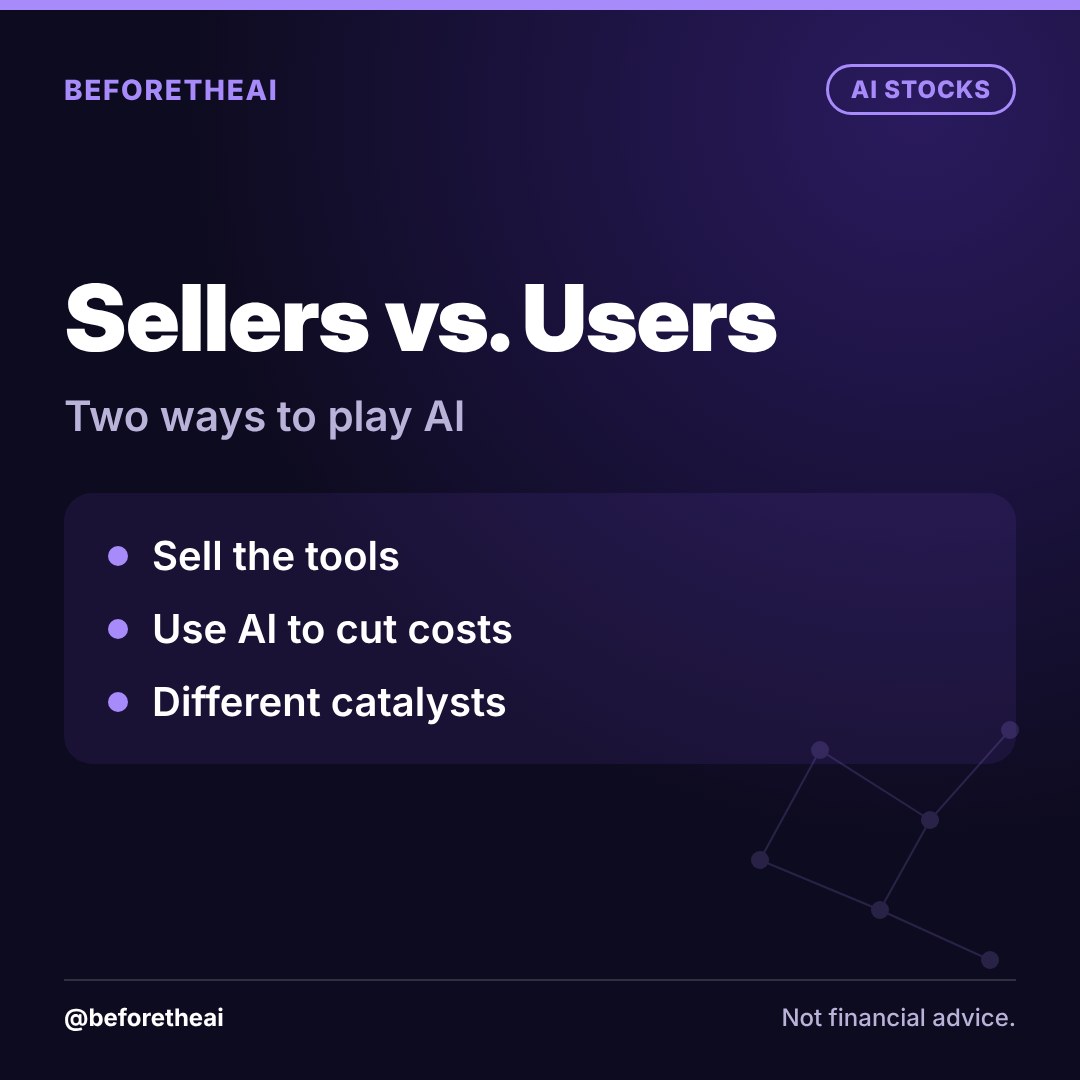 BEFORETHEAI
AI STOCKS
Sellers vs. Users
Two ways to play AI
Sell the tools
Use AI to cut costs
Different catalysts
@beforetheai
Not financial advice.